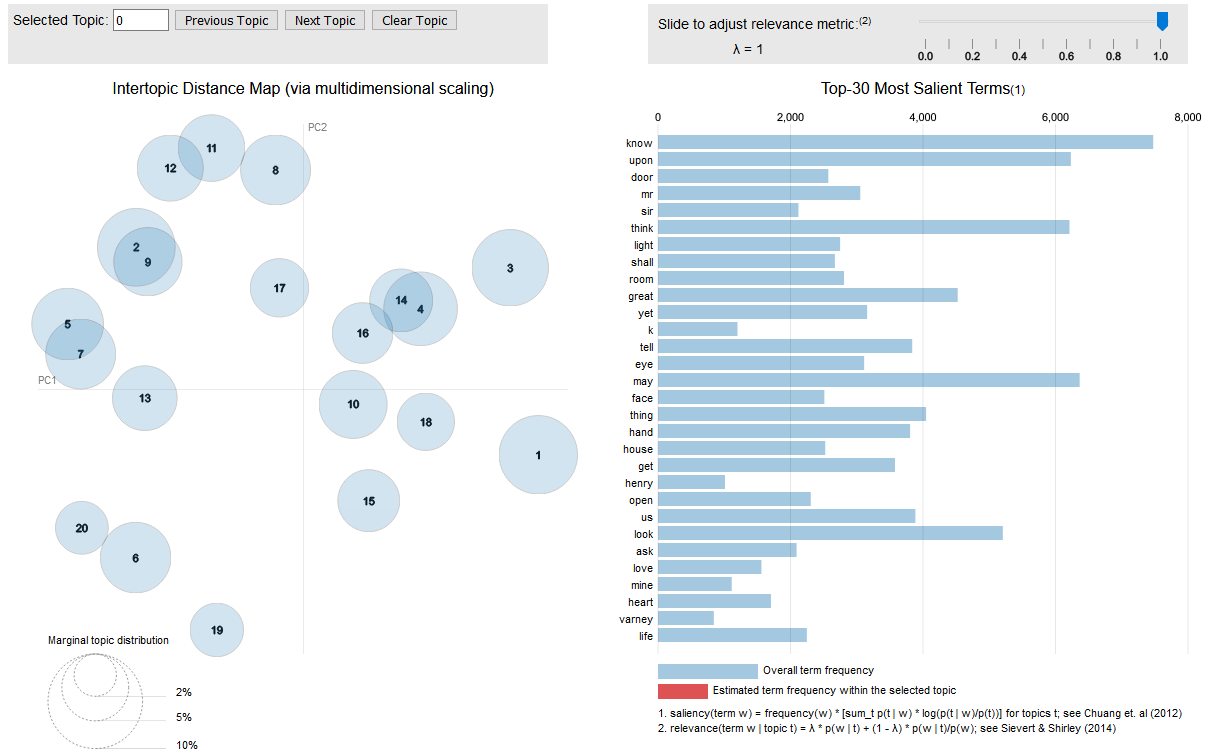 Selected Topic: 0 Previous Topic Next Topic Clear Topic
Slide to adjust relevance metric:(2)
λ = 1
0.0 0.2 0.4 0.6 0.8 1.0
Intertopic Distance Map (via multidimensional scaling)
PC2
PC1
11
12
8
2
9
17
3
14
4
5
16
7
13
10
18
1
15
20
6
19
Marginal topic distribution
2%
5%
10%
Top-30 Most Salient Terms(1)
0 2,000 4,000 6,000 8,000
know
upon
door
mr
sir
think
light
shall
room
great
yet
k
tell
eye
may
face
thing
hand
house
get
henry
open
us
look
ask
love
mine
heart
varney
life
Overall term frequency
Estimated term frequency within the selected topic
1. saliency(term w) = frequency(w) * [sum_t p(t | w) * log(p(t | w)/p(t))] for topics t; see Chuang et. al (2012)
2. relevance(term w | topic t) = λ * p(w | t) + (1 - λ) * p(w | t)/p(w); see Sievert & Shirley (2014)